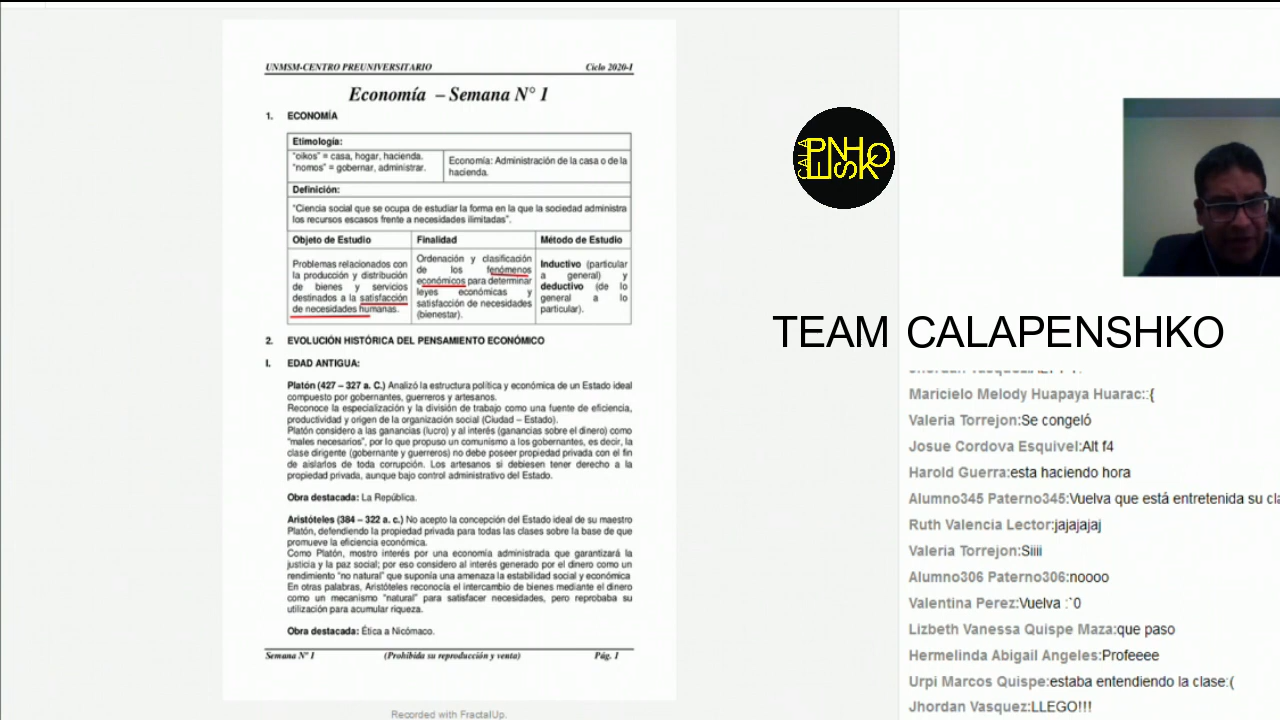 UNMSM-CENTRO PREUNIVERSITARIO Ciclo 2020-I
Economía – Semana N° 1
1. ECONOMÍA
Etimología:
"oikos" = casa, hogar, hacienda.
"nomos" = gobernar, administrar.
Economía: Administración de la casa o de la
hacienda.
Definición:
"Ciencia social que se ocupa de estudiar la forma en la que la sociedad administra
los recursos escasos frente a necesidades ilimitadas".
Objeto de Estudio
Problemas relacionados con
la producción y distribución
de bienes y servicios
destinados a la satisfacción
de necesidades humanas.
Finalidad
Ordenación y clasificación
de los fenómenos
económicos para determinar
leyes económicas y
satisfacción de necesidades
(bienestar).
Método de Estudio
Inductivo (particular
a general) y
deductivo (de lo
general a lo
particular).
2. EVOLUCIÓN HISTÓRICA DEL PENSAMIENTO ECONÓMICO
I. EDAD ANTIGUA:
Platón (427 – 327 a. C.) Analizó la estructura política y económica de un Estado ideal
compuesto por gobernantes, guerreros y artesanos.
Reconoce la especialización y la división de trabajo como una fuente de eficiencia,
productividad y origen de la organización social (Ciudad – Estado).
Platón considero a las ganancias (lucro) y al interés (ganancias sobre el dinero) como
"males necesarios", por lo que propuso un comunismo a los gobernantes, es decir, la
clase dirigente (gobernante y guerreros) no debe poseer propiedad privada con el fin
de aislarlos de toda corrupción. Los artesanos si debiesen tener derecho a la
propiedad privada, aunque bajo control administrativo del Estado.
Obra destacada: La República.
Aristóteles (384 – 322 a. c.) No acepto la concepción del Estado ideal de su maestro
Platón, defendiendo la propiedad privada para todas las clases sobre la base de que
promueve la eficiencia económica.
Como Platón, mostro interés por una economía administrada que garantizará la
justicia y la paz social; por eso considero al interés generado por el dinero como un
rendimiento "no natural" que suponía una amenaza la estabilidad social y económica
En otras palabras, Aristóteles reconocía el intercambio de bienes mediante el dinero
como un mecanismo "natural" para satisfacer necesidades, pero reprobaba su
utilización para acumular riqueza.
Obra destacada: Ética a Nicómaco.
Semana N° 1 (Prohibida su reproducción y venta) Pág. 1
Recorded with FractalUp.
CALA PENSHKO
TEAM CALAPENSHKO
Maricielo Melody Huapaya Huarac::{
Valeria Torrejon:Se congeló
Josue Cordova Esquivel:Alt f4
Harold Guerra:esta haciendo hora
Alumno345 Paterno345:Vuelva que está entretenida su cla
Ruth Valencia Lector:jajajajaj
Valeria Torrejon:Siiii
Alumno306 Paterno306:noooo
Valentina Perez:Vuelva :`0
Lizbeth Vanessa Quispe Maza:que paso
Hermelinda Abigail Angeles:Profeeee
Urpi Marcos Quispe:estaba entendiendo la clase:(
Jhordan Vasquez:LLEGO!!!